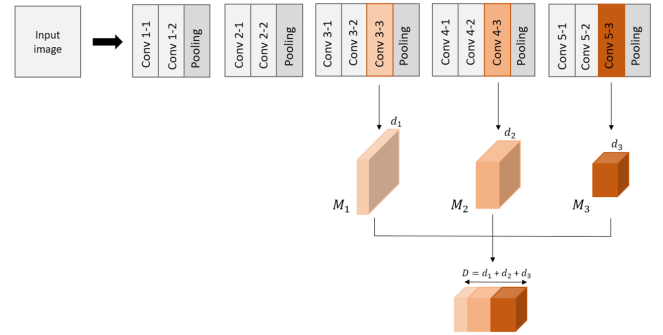 Input
image
Conv 1-1
Conv 1-2
Pooling
Conv 2-1
Conv 2-2
Pooling
Conv 3-1
Conv 3-2
Conv 3-3
Pooling
Conv 4-1
Conv 4-2
Conv 4-3
Pooling
Conv 5-1
Conv 5-2
Conv 5-3
Pooling
d₁
d₂
d₃
M₁
M₂
M₃
D = d₁ + d₂ + d₃